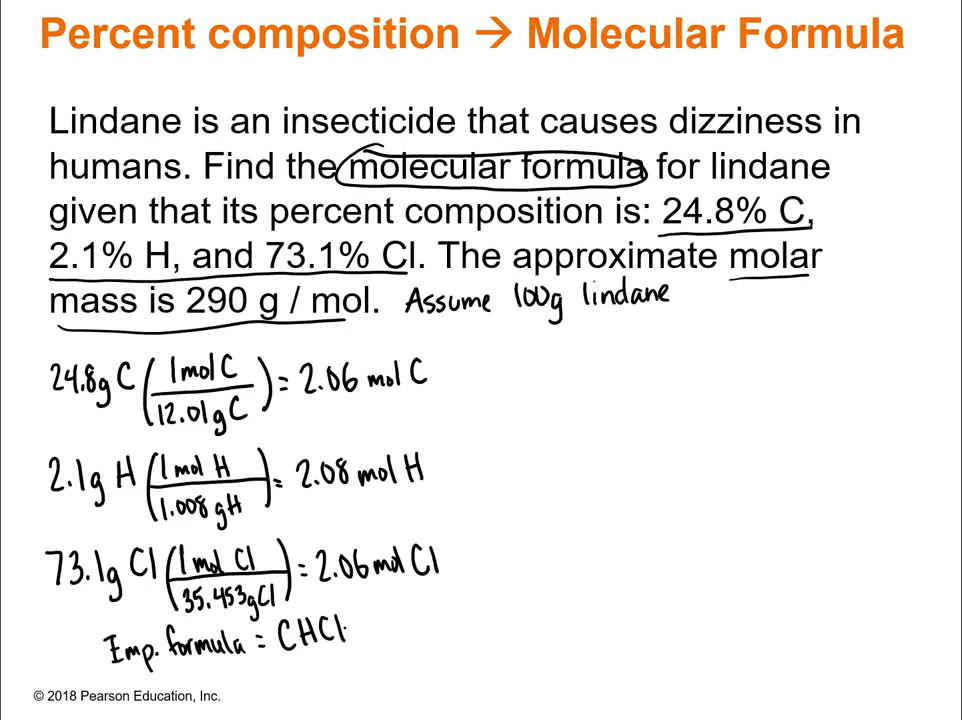 Percent composition → Molecular Formula
Lindane is an insecticide that causes dizziness in
humans. Find the molecular formula for lindane
given that its percent composition is: 24.8% C,
2.1% H, and 73.1% Cl. The approximate molar
mass is 290 g / mol. Assume 100g lindane
24.8g C (1 mol C / 12.01g C) = 2.06 mol C
2.1g H (1 mol H / 1.008 gH) = 2.08 mol H
73.1g Cl (1 mol Cl / 35.453gCl) = 2.06 mol Cl
Emp. formula = CHCl
© 2018 Pearson Education, Inc.